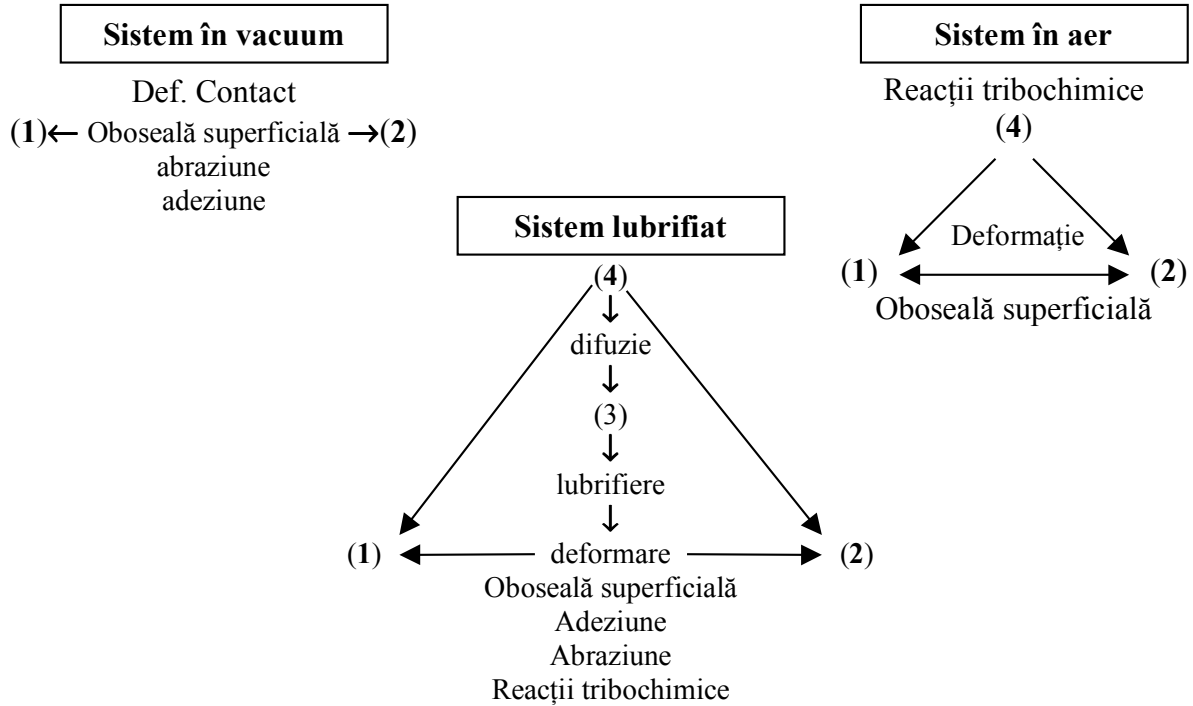 Sistem în vacuum
Def. Contact
(1)← Oboseală superficială →(2)
abraziune
adeziune
Sistem în aer
Reacții tribochimice
(4)
Deformație
(1) (2)
Oboseală superficială
Sistem lubrifiat
(4)
↓
difuzie
↓
(3)
↓
lubrifiere
↓
(1) deformare (2)
Oboseală superficială
Adeziune
Abraziune
Reacții tribochimice